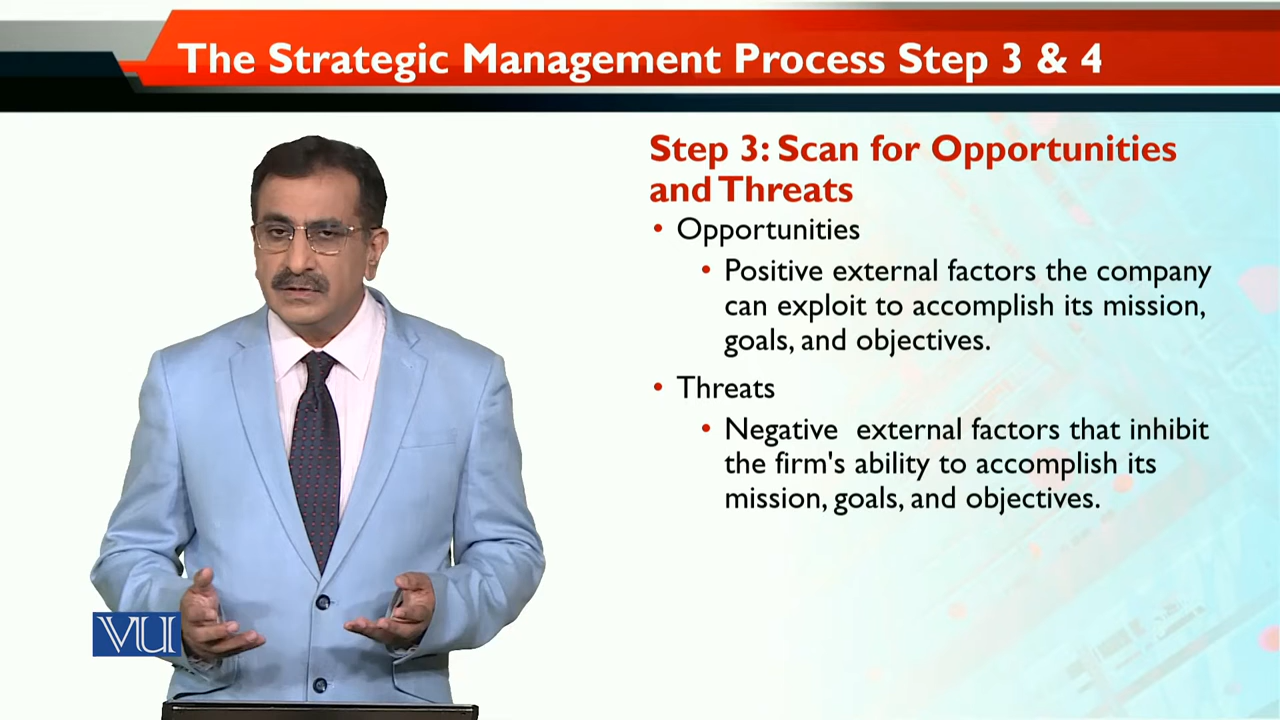 The Strategic Management Process Step 3 & 4
Step 3: Scan for Opportunities
and Threats
• Opportunities
• Positive external factors the company
can exploit to accomplish its mission,
goals, and objectives.
• Threats
• Negative external factors that inhibit
the firm's ability to accomplish its
mission, goals, and objectives.
VU